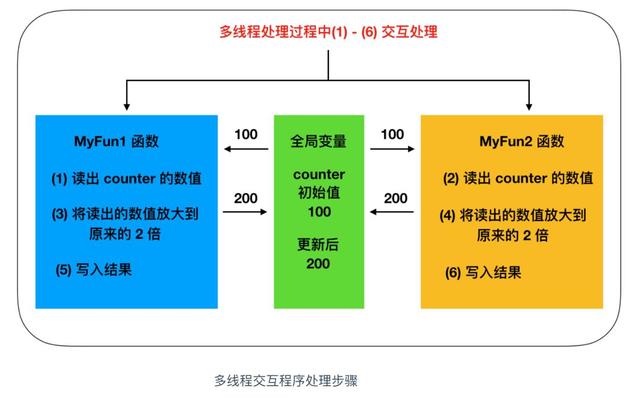 多线程处理过程中(1) - (6) 交互处理
MyFun1 函数
(1) 读出 counter 的数值
(3) 将读出的数值放大到
原来的 2 倍
(5) 写入结果
100
200
全局变量
counter
初始值
100
更新后
200
100
200
MyFun2 函数
(2) 读出 counter 的数值
(4) 将读出的数值放大到
原来的 2 倍
(6) 写入结果
多线程交互程序处理步骤